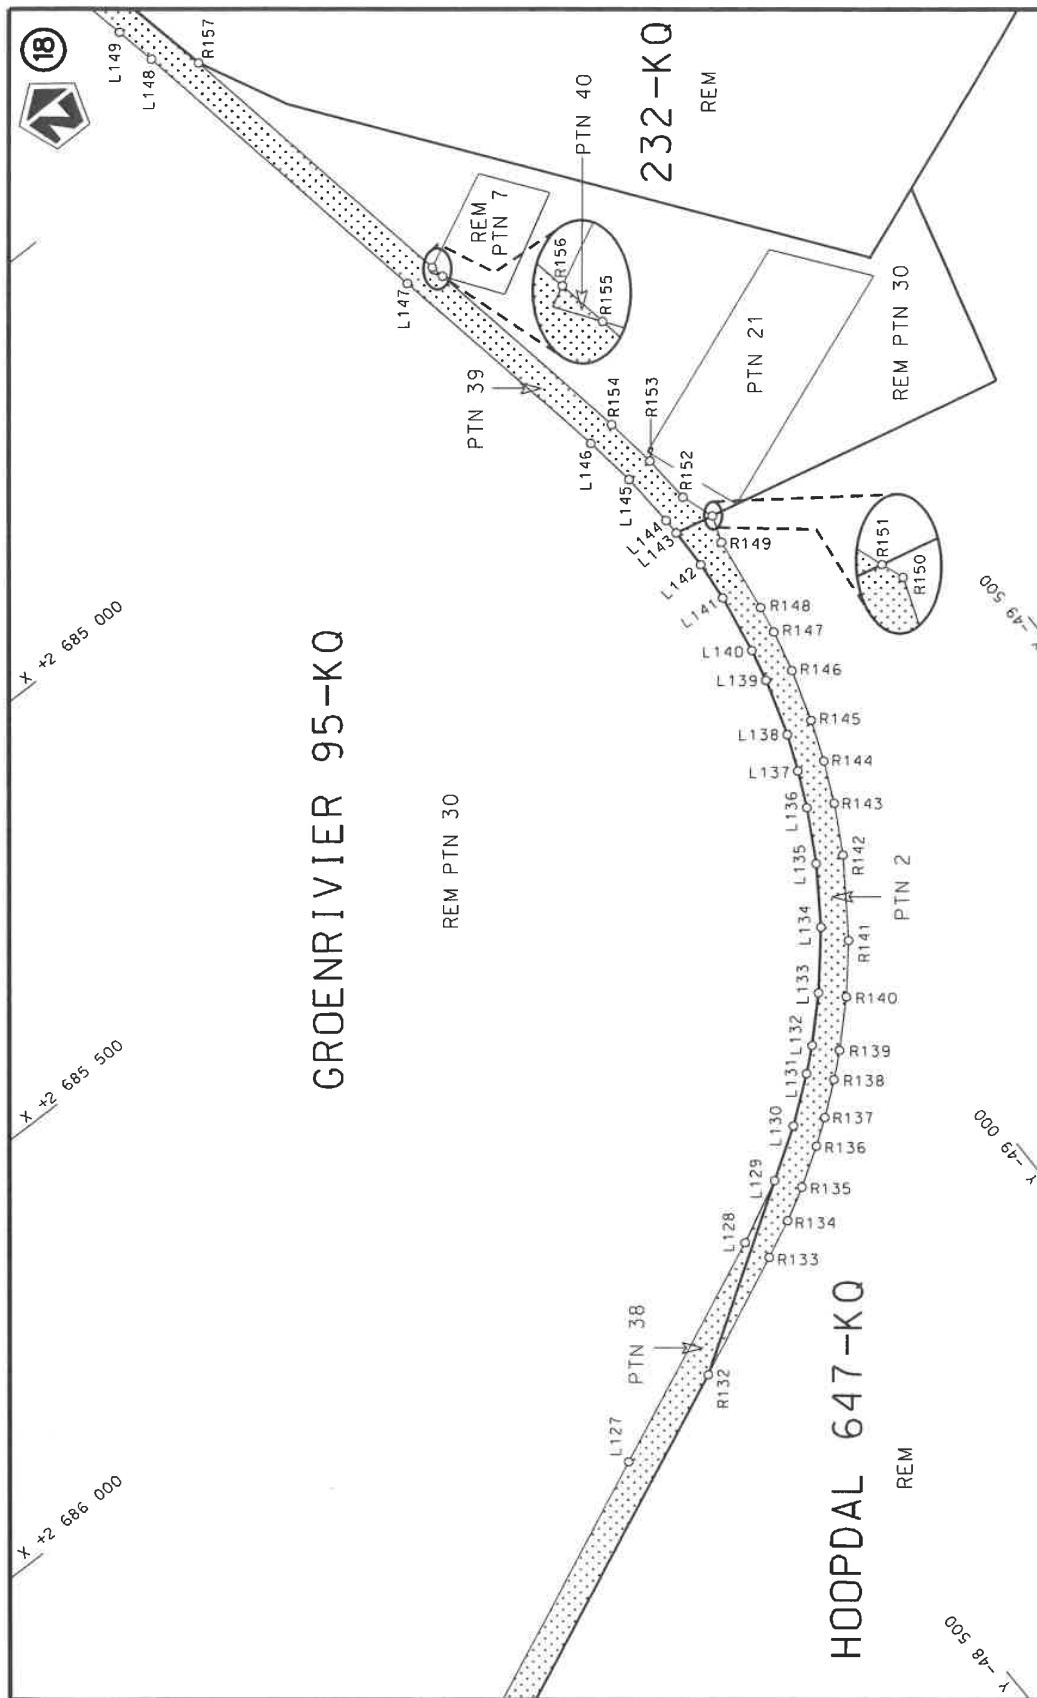 18
L149
L148
R157
232-KQ
REM
PTN 40
REM
PTN 7
R156
R155
L147
PTN 39
R154
R153
L146
L145
L144
L143
R152
R149
PTN 21
REM PTN 30
R151
R150
L142
L141
L140
L139
L138
L137
L136
L135
L134
L133
L132
L131
L130
L129
L128
L127
R148
R147
R146
R145
R144
R143
R142
R141
R140
R139
R138
R137
R136
R135
R134
R133
R132
PTN 2
PTN 38
GROENRIVIER 95-KQ
REM PTN 30
HOOPDAL 647-KQ
REM
X +2 685 000
X +2 685 500
X +2 686 000
Y -49 500
Y -49 000
Y -48 500